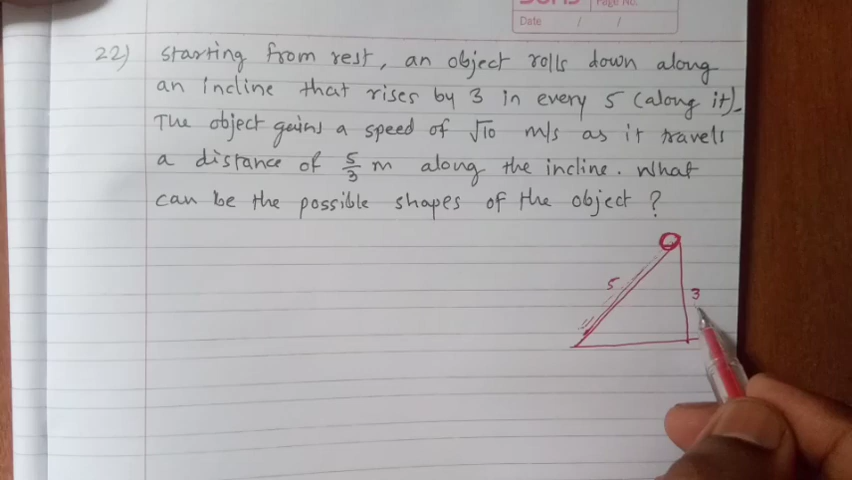 Page No.
Date / /
22) starting from rest, an object rolls down along
an incline that rises by 3 in every 5 (along it).
The object gains a speed of √10 m/s as it travels
a distance of 5/3 m along the incline. What
can be the possible shapes of the object ?
5
3